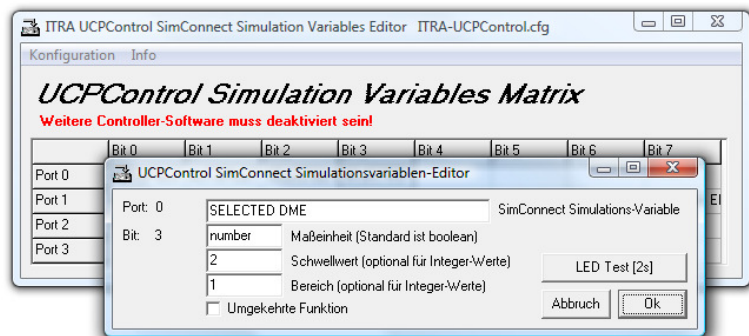 ITRA UCPControl SimConnect Simulation Variables Editor ITRA-UCPControl.cfg
Konfiguration Info
UCPControl Simulation Variables Matrix
Weitere Controller-Software muss deaktiviert sein!
Bit 0 Bit 1 Bit 2 Bit 3 Bit 4 Bit 5 Bit 6 Bit 7
Port 0
Port 1
Port 2
Port 3
UCPControl SimConnect Simulationsvariablen-Editor
Port: 0 SELECTED DME SimConnect Simulations-Variable
Bit: 3 number Maßeinheit (Standard ist boolean)
2 Schwellwert (optional für Integer-Werte)
LED Test [2s]
1 Bereich (optional für Integer-Werte)
Umgekehrte Funktion
Abbruch Ok